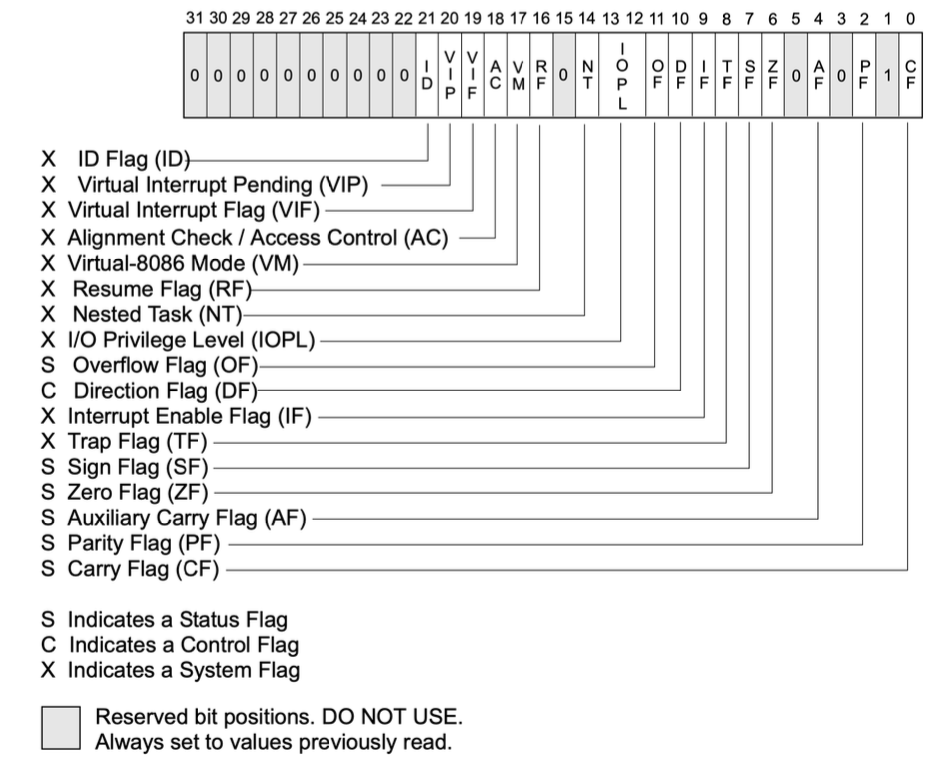 31 30 29 28 27 26 25 24 23 22 21 20 19 18 17 16 15 14 13 12 11 10 9 8 7 6 5 4 3 2 1 0
0 0 0 0 0 0 0 0 0 0 ID VIP VIF AC VM RF 0 NT IOPL OF DF IF TF SF ZF 0 AF 0 PF 1 CF
X ID Flag (ID)
X Virtual Interrupt Pending (VIP)
X Virtual Interrupt Flag (VIF)
X Alignment Check / Access Control (AC)
X Virtual-8086 Mode (VM)
X Resume Flag (RF)
X Nested Task (NT)
X I/O Privilege Level (IOPL)
S Overflow Flag (OF)
C Direction Flag (DF)
X Interrupt Enable Flag (IF)
X Trap Flag (TF)
S Sign Flag (SF)
S Zero Flag (ZF)
S Auxiliary Carry Flag (AF)
S Parity Flag (PF)
S Carry Flag (CF)
S Indicates a Status Flag
C Indicates a Control Flag
X Indicates a System Flag
Reserved bit positions. DO NOT USE.
Always set to values previously read.